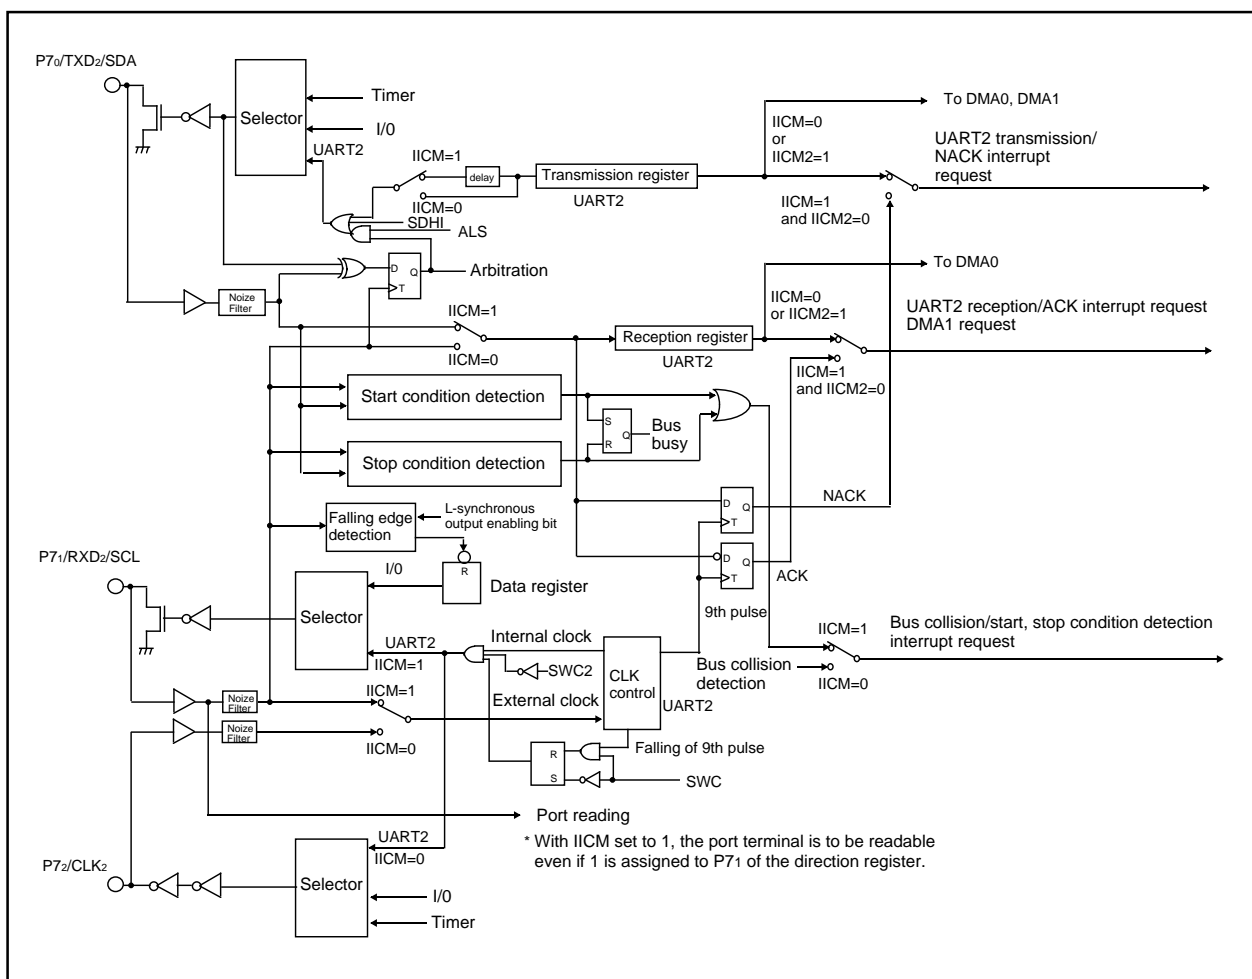 P70/TXD2/SDA
Selector
Timer
I/0
UART2
IICM=1
delay
IICM=0
SDHI
ALS
Transmission register
UART2
To DMA0, DMA1
IICM=0
or
IICM2=1
UART2 transmission/
NACK interrupt
request
IICM=1
and IICM2=0
Noize
Filter
D
Q
T
Arbitration
IICM=1
IICM=0
Reception register
UART2
To DMA0
IICM=0
or IICM2=1
UART2 reception/ACK interrupt request
DMA1 request
IICM=1
and IICM2=0
Start condition detection
Stop condition detection
S
R
Q
Bus
busy
Falling edge
detection
L-synchronous
output enabling bit
R
Data register
D
Q
T
NACK
D
Q
T
ACK
9th pulse
P71/RXD2/SCL
Selector
I/0
UART2
IICM=1
Internal clock
SWC2
CLK
control
UART2
Bus collision
detection
IICM=1
IICM=0
Bus collision/start, stop condition detection
interrupt request
Noize
Filter
IICM=1
External clock
Noize
Filter
IICM=0
R
S
Falling of 9th pulse
SWC
Port reading
* With IICM set to 1, the port terminal is to be readable
even if 1 is assigned to P71 of the direction register.
P72/CLK2
Selector
UART2
IICM=0
I/0
Timer